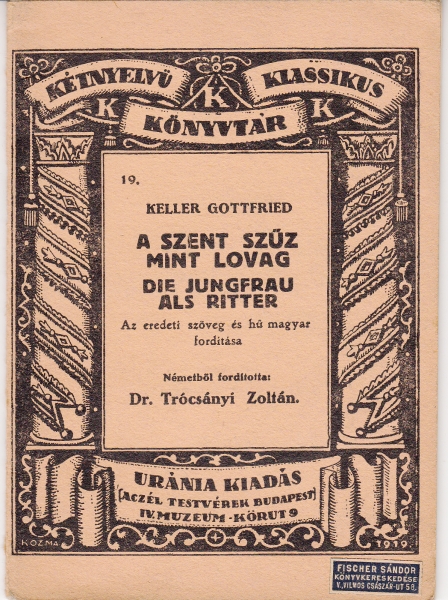 KÉTNYELVŰ KLASSIKUS
K K K
KÖNYVTÁR
19.
KELLER GOTTFRIED
A SZENT SZŰZ
MINT LOVAG
DIE JUNGFRAU
ALS RITTER
Az eredeti szöveg és hű magyar
fordítása
Németből fordította:
Dr. Trócsányi Zoltán.
URÁNIA KIADÁS
(ACZÉL TESTVÉREK BUDAPEST)
IV. MUZEUM-KÖRUT 9
KOZMA
1919.
FISCHER SÁNDOR
KÖNYVKERESKEDÉSE
V., VILMOS CSÁSZÁR-UT 58.